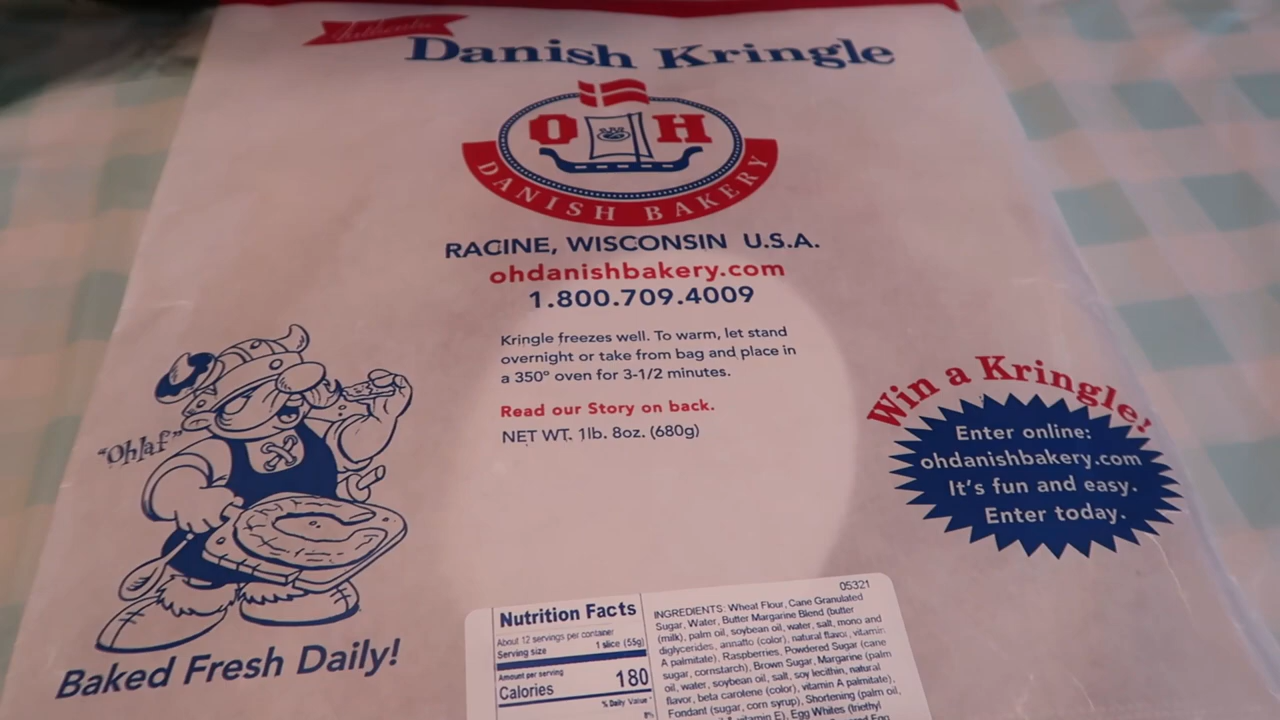 Authentic
Danish Kringle
O H
DANISH BAKERY
RACINE, WISCONSIN U.S.A.
ohdanishbakery.com
1.800.709.4009
Kringle freezes well. To warm, let stand
overnight or take from bag and place in
a 350° oven for 3-1/2 minutes.
Read our Story on back.
NET WT. 1lb. 8oz. (680g)
"Ohlaf"
Baked Fresh Daily!
Win a Kringle!
Enter online:
ohdanishbakery.com
It's fun and easy.
Enter today.
Nutrition Facts
About 12 servings per container
Serving size 1 slice (55g)
Amount per serving
Calories 180
% Daily Value*
05321
INGREDIENTS: Wheat Flour, Cane Granulated
Sugar, Water, Butter Margarine Blend (butter
(milk), palm oil, soybean oil, water, salt, mono and
diglycerides, annatto (color), natural flavor, vitamin
A palmitate), Raspberries, Powdered Sugar (cane
sugar, cornstarch), Brown Sugar, Margarine (palm
oil, water, soybean oil, salt, soy lecithin, natural
flavor, beta carotene (color), vitamin A palmitate),
Fondant (sugar, corn syrup), Shortening (palm oil,
vitamin E), Egg Whites (triethyl